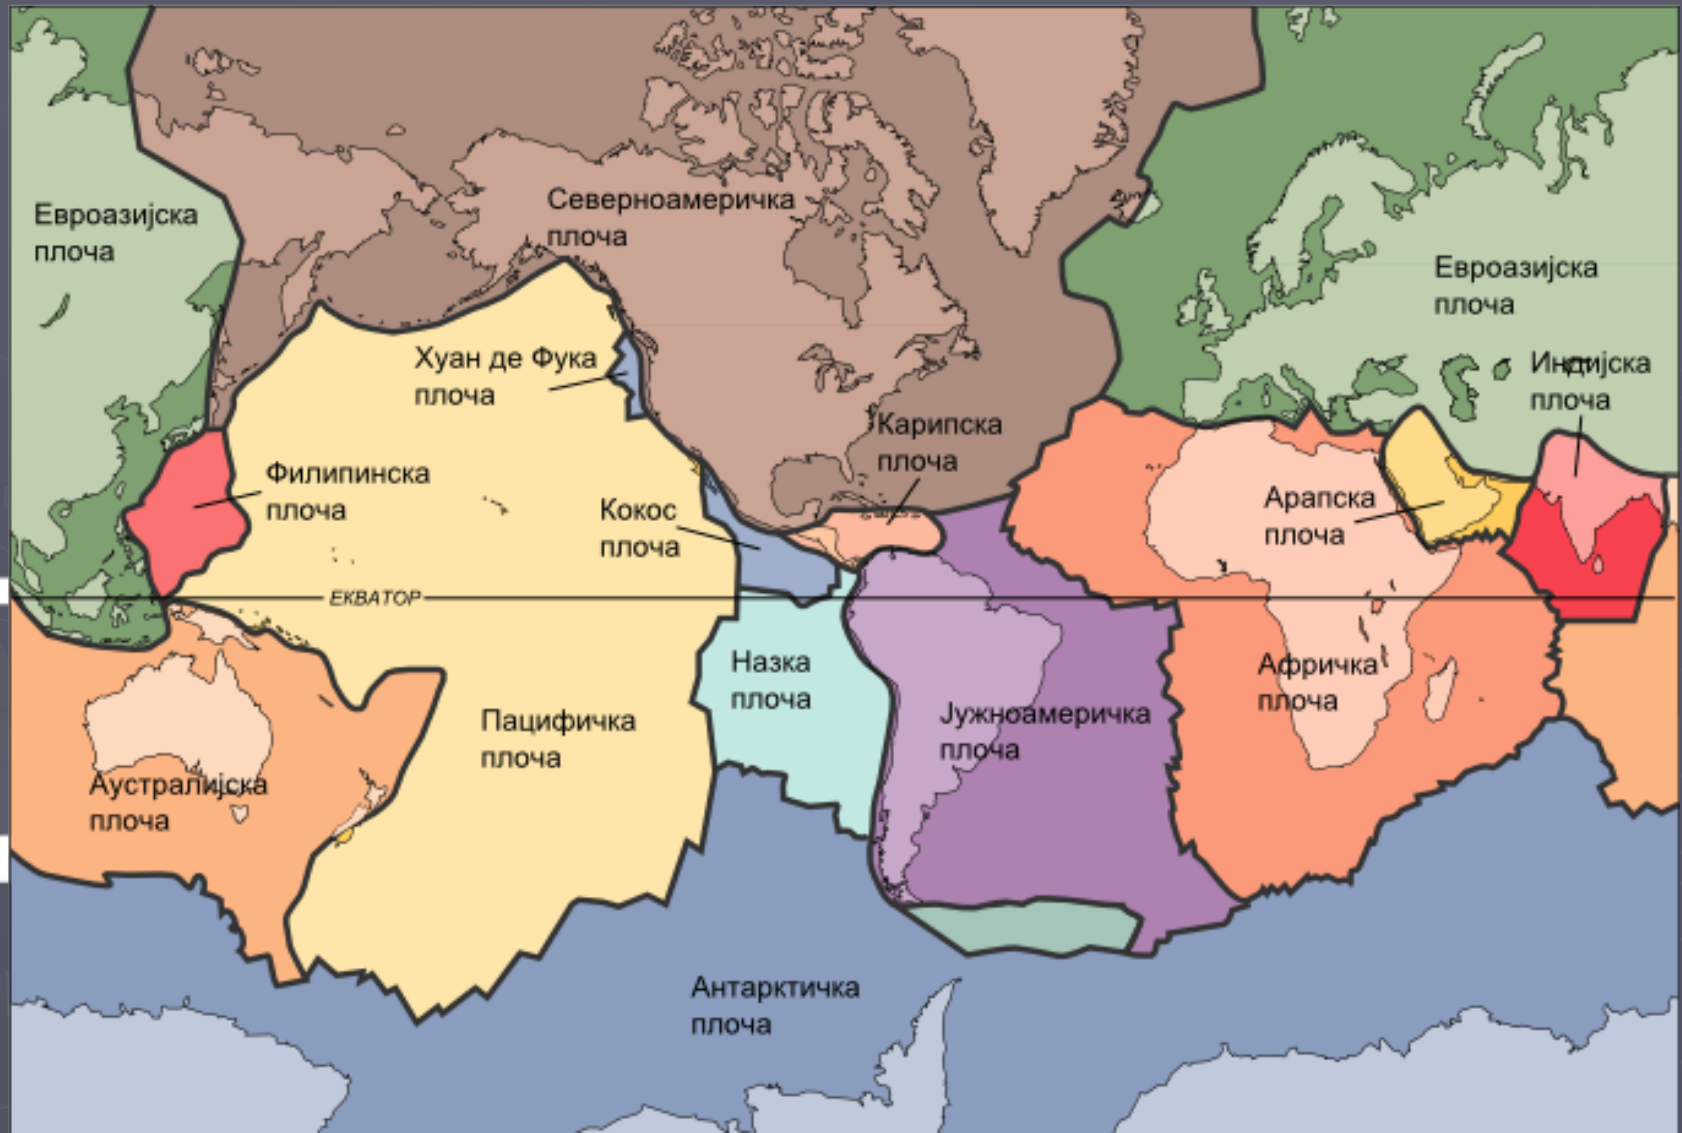 Северноамеричка
плоча
Евроазијска
плоча
Евроазијска
плоча
Хуан де Фука
плоча
Индијска
плоча
Карипска
плоча
Филипинска
плоча
Кокос
плоча
Арапска
плоча
ЕКВАТОР
Назка
плоча
Афричка
плоча
Пацифичка
плоча
Јужноамеричка
плоча
Аустралијска
плоча
Антарктичка
плоча